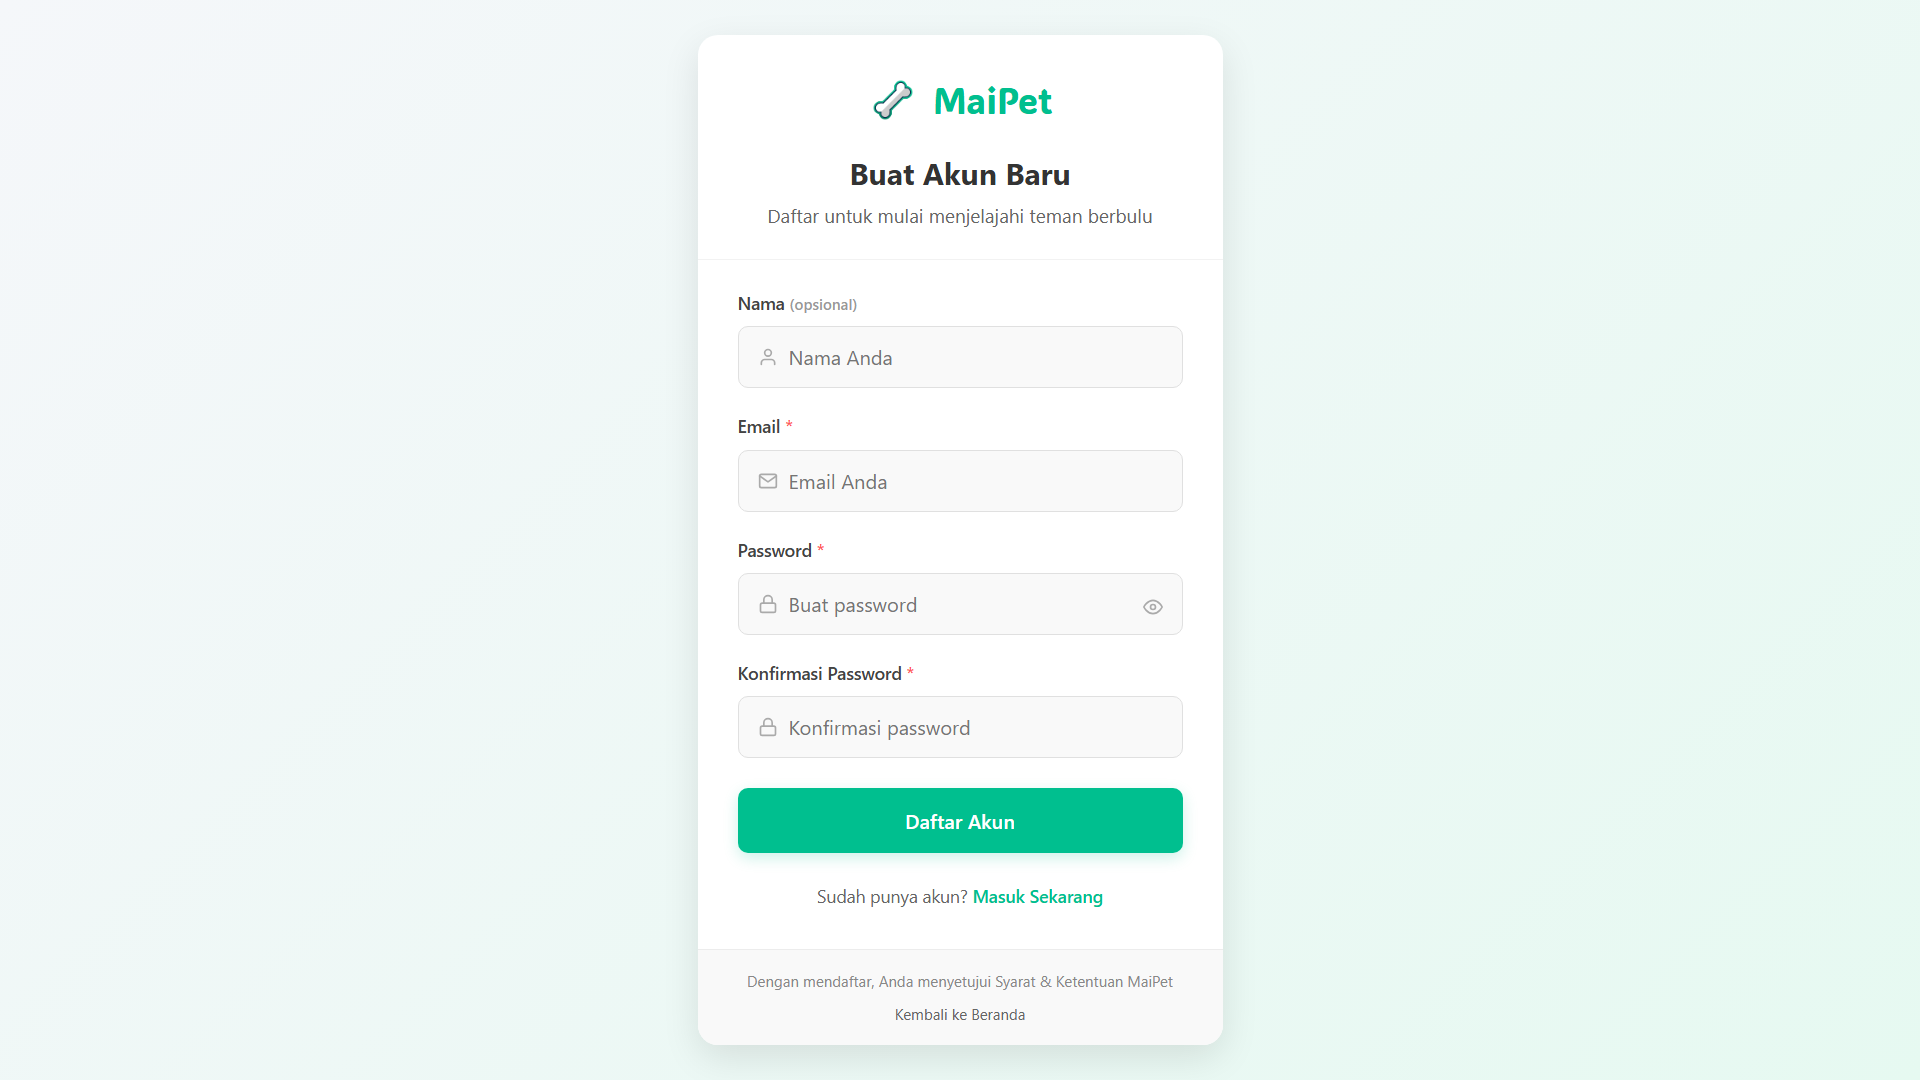 MaiPet
Buat Akun Baru
Daftar untuk mulai menjelajahi teman berbulu
Nama (opsional)
Nama Anda
Email *
Email Anda
Password *
Buat password
Konfirmasi Password *
Konfirmasi password
Daftar Akun
Sudah punya akun? Masuk Sekarang
Dengan mendaftar, Anda menyetujui Syarat & Ketentuan MaiPet
Kembali ke Beranda